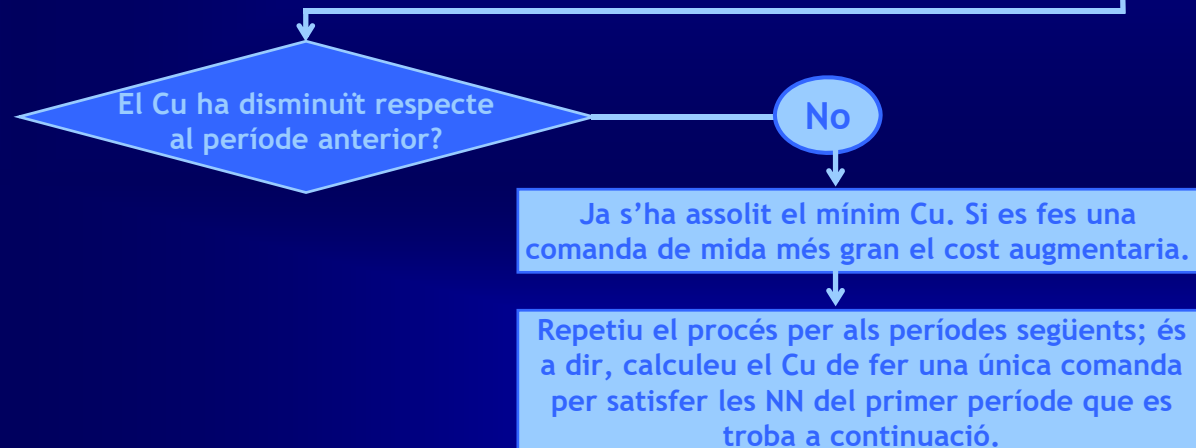 El Cu ha disminuït respecte
al període anterior?
No
Ja s’ha assolit el mínim Cu. Si es fes una
comanda de mida més gran el cost augmentaria.
Repetiu el procés per als períodes següents; és
a dir, calculeu el Cu de fer una única comanda
per satisfer les NN del primer període que es
troba a continuació.